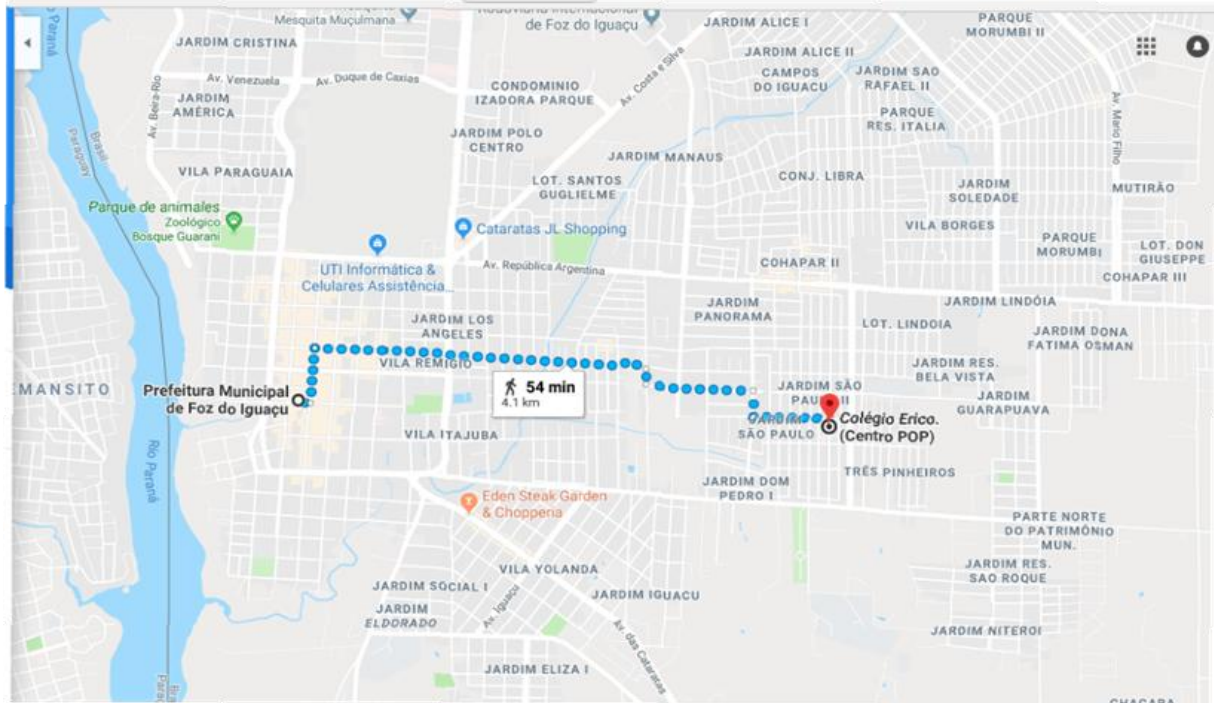 Mesquita Muçulmana
de Foz do Iguaçu
JARDIM ALICE I
PARQUE
MORUMBI II
JARDIM CRISTINA
JARDIM ALICE II
Av. Venezuela
Av. Duque de Caxias
CONDOMINIO
IZADORA PARQUE
Av. Costa e Silva
CAMPOS
DO IGUACU
JARDIM SAO
RAFAEL II
JARDIM
AMÉRICA
Av. Beira-Rio
PARQUE
RES. ITALIA
Av. Mario Filho
Paraguay
Brasil
JARDIM POLO
CENTRO
JARDIM MANAUS
VILA PARAGUAIA
LOT. SANTOS
GUGLIELME
CONJ. LIBRA
JARDIM
SOLEDADE
MUTIRÃO
Parque de animales
Zoológico
Bosque Guarani
Cataratas JL Shopping
VILA BORGES
PARQUE
MORUMBI
LOT. DON
GIUSEPPE
UTI Informática &
Celulares Assistência...
Av. República Argentina
COHAPAR II
COHAPAR III
JARDIM LOS
ANGELES
JARDIM
PANORAMA
JARDIM LINDÓIA
LOT. LINDOIA
JARDIM DONA
FATIMA OSMAN
VILA REMIGIO
JARDIM RES.
BELA VISTA
EMANSITO
Prefeitura Municipal
de Foz do Iguaçu
54 min
4.1 km
JARDIM SÃO
PAULO II
JARDIM
GUARAPUAVA
JARDIM
SÃO PAULO
Colégio Erico.
(Centro POP)
VILA ITAJUBA
Rio Paraná
TRÊS PINHEIROS
JARDIM DOM
PEDRO I
Eden Steak Garden
& Chopperia
PARTE NORTE
DO PATRIMÔNIO
MUN.
VILA YOLANDA
JARDIM RES.
SAO ROQUE
JARDIM SOCIAL I
JARDIM IGUACU
JARDIM
ELDORADO
Av. Iguaçu
Av. das Cataratas
JARDIM NITEROI
JARDIM ELIZA I